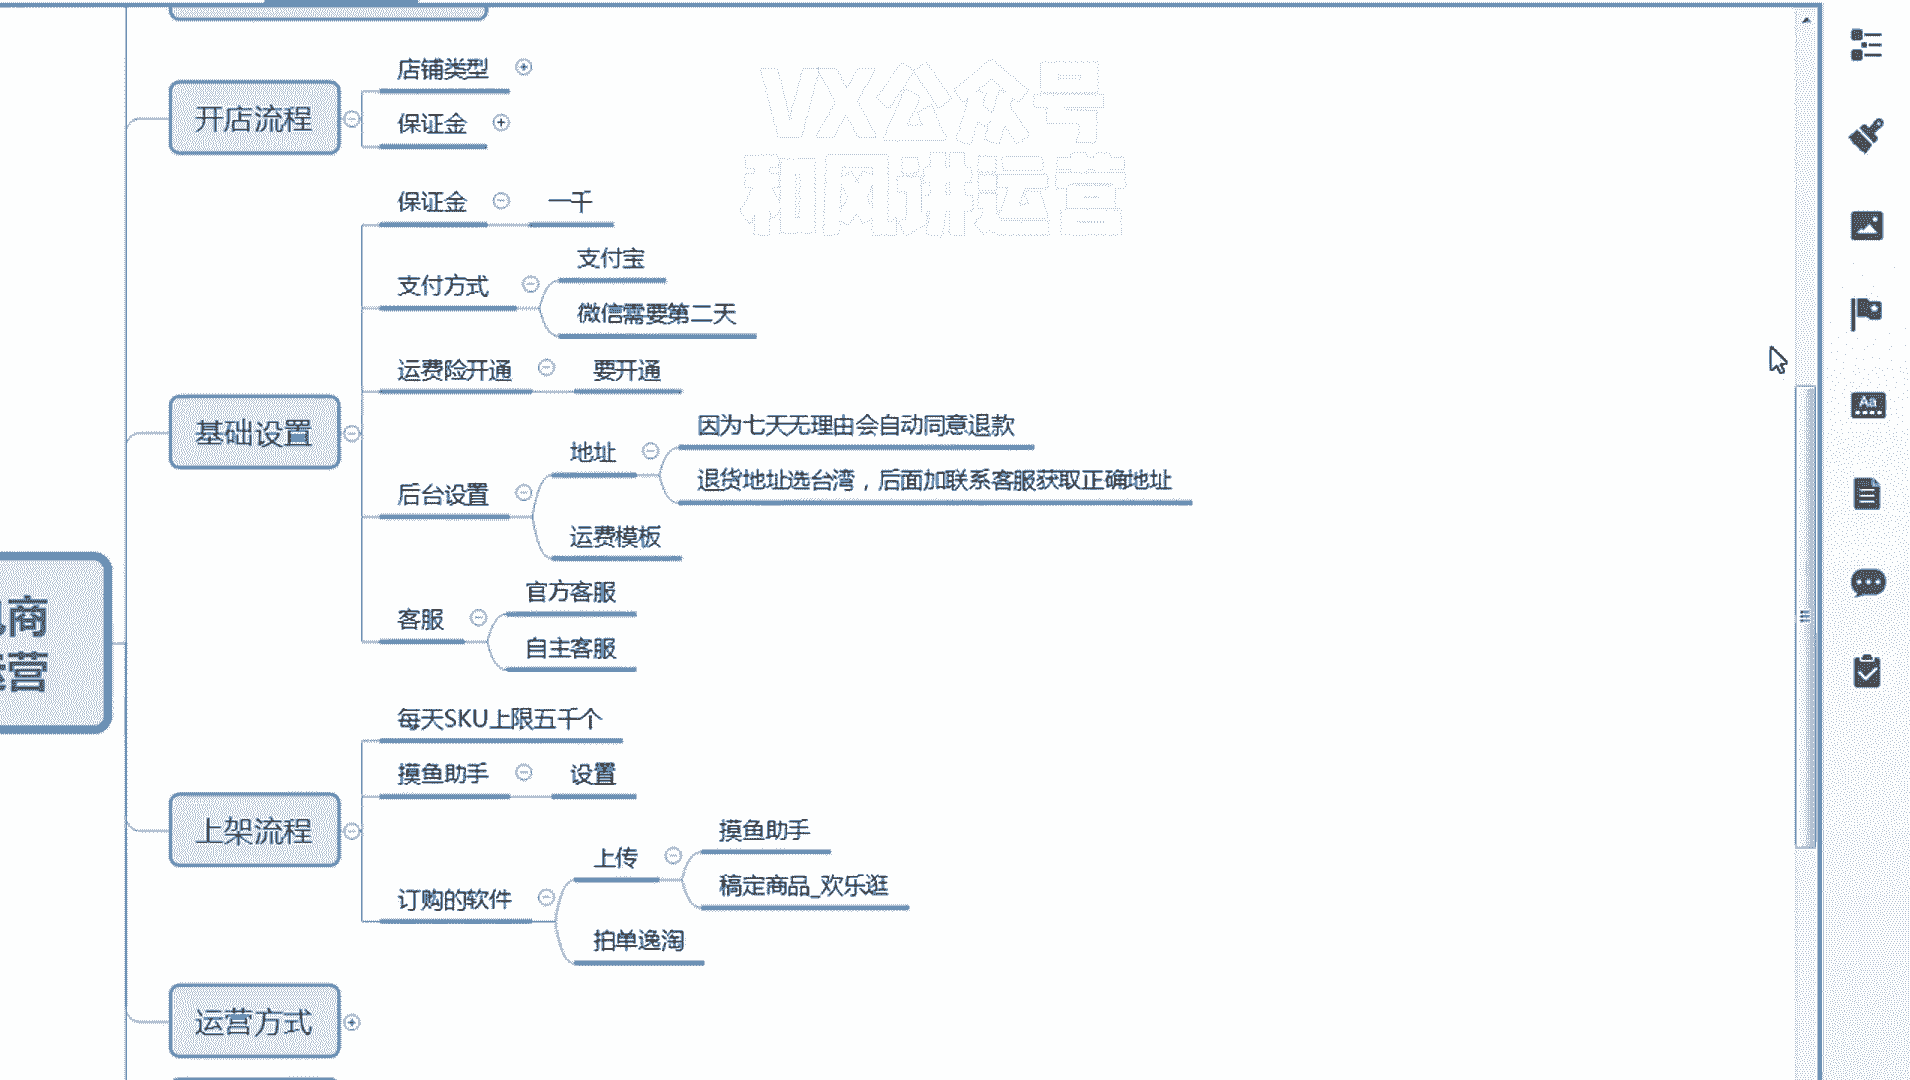 VX公众号
和风讲运营
开店流程
店铺类型
保证金
基础设置
保证金
一千
支付方式
支付宝
微信需要第二天
运费险开通
要开通
后台设置
地址
因为七天无理由会自动同意退款
退货地址选台湾，后面加联系客服获取正确地址
运费模板
客服
官方客服
自主客服
商
运营
上架流程
每天SKU上限五千个
摸鱼助手
设置
订购的软件
上传
摸鱼助手
稿定商品_欢乐逛
拍单逸淘
运营方式
Aa